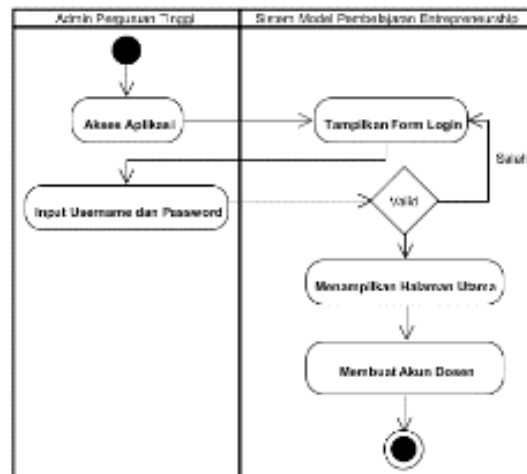 Admin Perguruan Tinggi
Sistem Model Pembelajaran Entrepreneurship
Akses Aplikasi
Tampilkan Form Login
Salah
Input Username dan Password
Valid
Menampilkan Halaman Utama
Membuat Akun Dosen